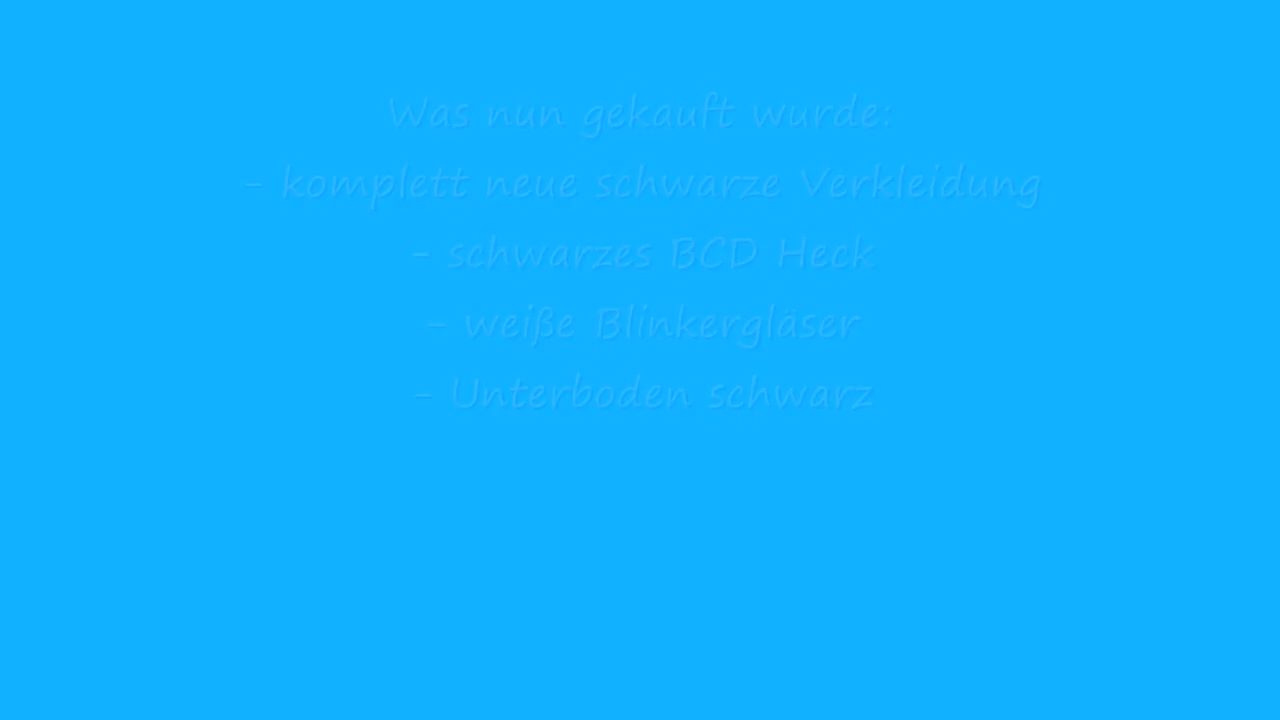 Was nun gekauft wurde:
- komplett neue schwarze Verkleidung
- schwarzes BCD Heck
- weiße Blinkergläser
- Unterboden schwarz